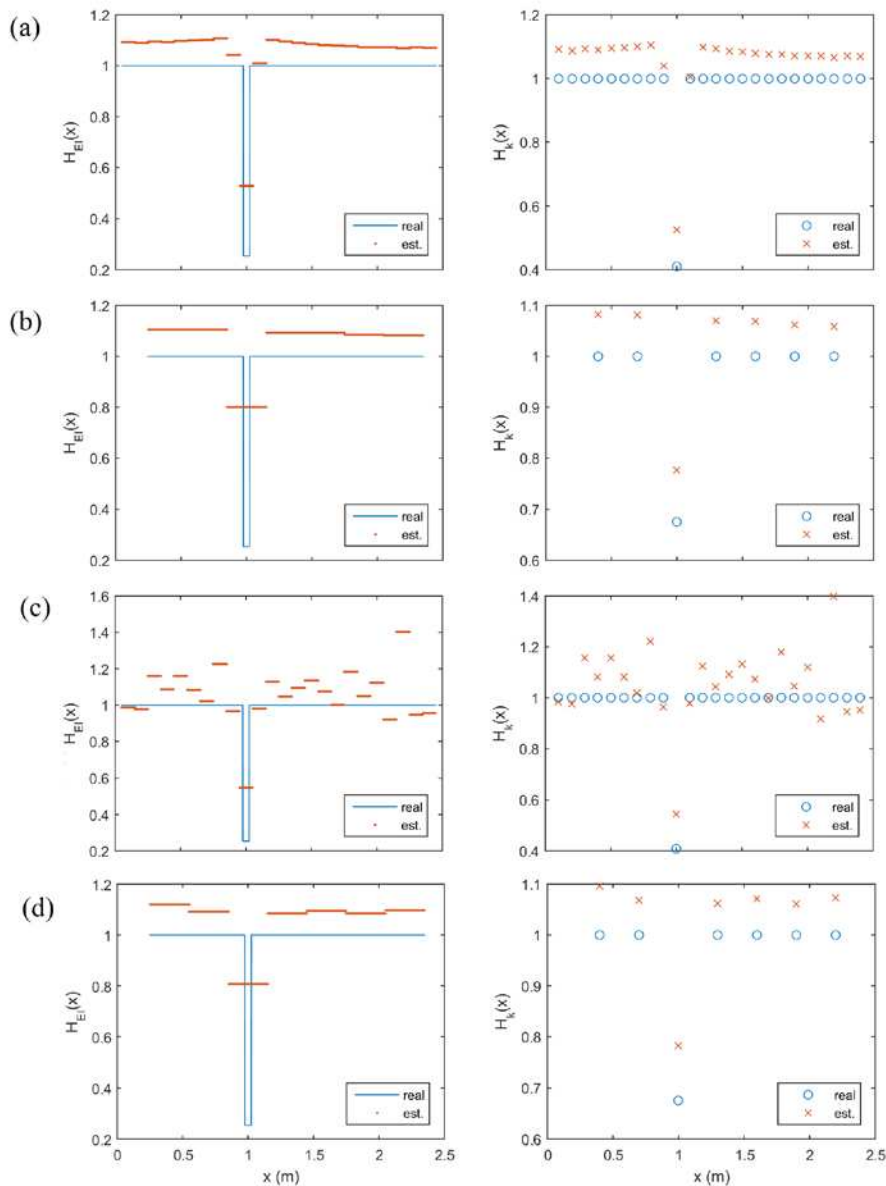 (a)
1.2
1
0.8
0.6
0.4
0.2
H_EI(x)
real
est.
1.2
1
0.8
0.6
0.4
H_k(x)
real
est.
(b)
1.2
1
0.8
0.6
0.4
0.2
H_EI(x)
real
est.
1.1
1
0.9
0.8
0.7
0.6
H_k(x)
real
est.
(c)
1.6
1.4
1.2
1
0.8
0.6
0.4
0.2
H_EI(x)
real
est.
1.4
1.2
1
0.8
0.6
0.4
H_k(x)
real
est.
(d)
1.2
1
0.8
0.6
0.4
0.2
H_EI(x)
real
est.
0 0.5 1 1.5 2 2.5
x (m)
1.1
1
0.9
0.8
0.7
0.6
H_k(x)
real
est.
0 0.5 1 1.5 2 2.5
x (m)